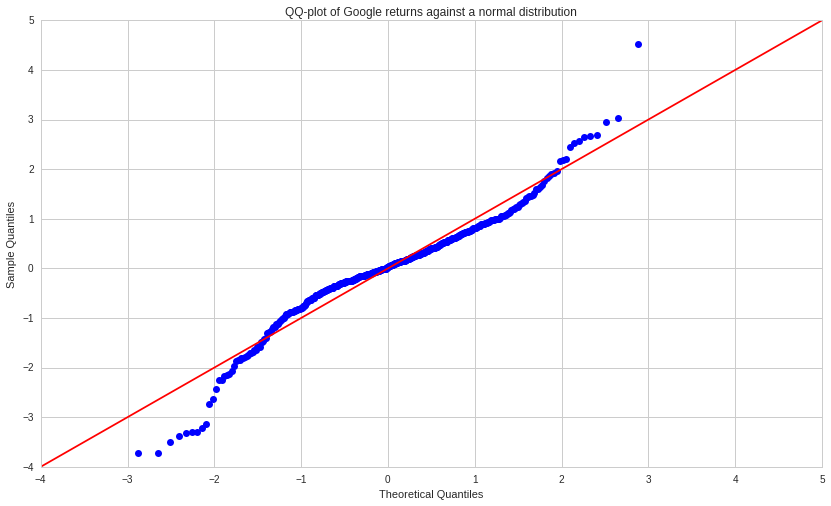 QQ-plot of Google returns against a normal distribution
5
4
3
2
1
0
−1
−2
−3
−4
Sample Quantiles
−4 −3 −2 −1 0 1 2 3 4 5
Theoretical Quantiles